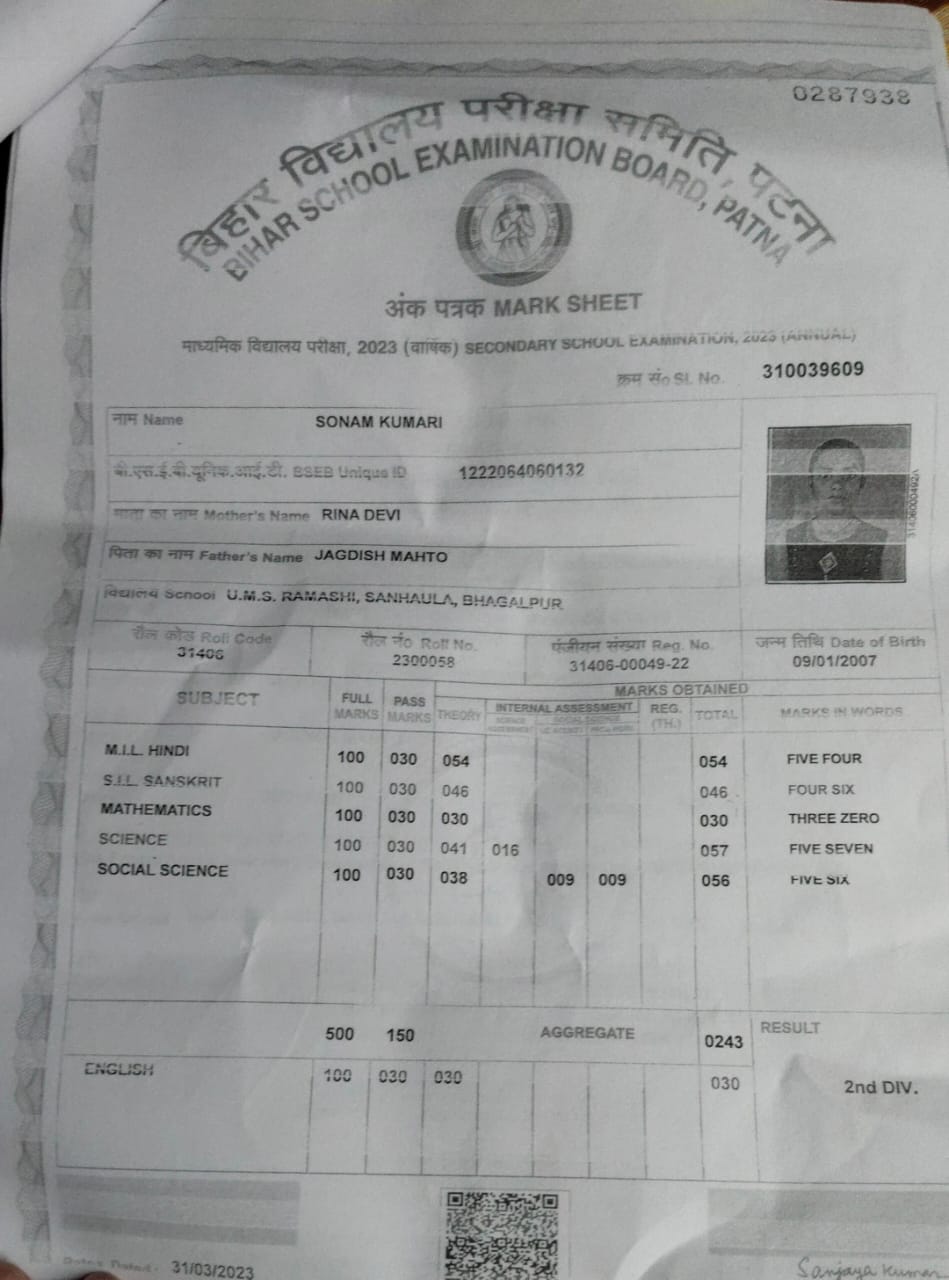 0287938
बिहार विद्यालय परीक्षा समिति, पटना
BIHAR SCHOOL EXAMINATION BOARD, PATNA
अंक पत्रक MARK SHEET
माध्यमिक विद्यालय परीक्षा, 2023 (वार्षिक) SECONDARY SCHOOL EXAMINATION, 2023 (ANNUAL)
क्रम सं० Sl. No. 310039609
नाम Name SONAM KUMARI
बी.एस.ई.बी.यूनिक.आई.टी. BSEB Unique ID 1222064060132
माता का नाम Mother's Name RINA DEVI
पिता का नाम Father's Name JAGDISH MAHTO
विद्यालय School U.M.S. RAMASHI, SANHAULA, BHAGALPUR
रौल कोड Roll Code रौल नं० Roll No. पंजीयन संख्या Reg. No. जन्म तिथि Date of Birth
31406 2300058 31406-00049-22 09/01/2007
SUBJECT FULL MARKS PASS MARKS THEORY MARKS OBTAINED
INTERNAL ASSESSMENT REG. (TH.) TOTAL MARKS IN WORDS
M.I.L. HINDI 100 030 054 054 FIVE FOUR
S.I.L. SANSKRIT 100 030 046 046 FOUR SIX
MATHEMATICS 100 030 030 030 THREE ZERO
SCIENCE 100 030 041 016 057 FIVE SEVEN
SOCIAL SCIENCE 100 030 038 009 009 056 FIVE SIX
500 150 AGGREGATE 0243 RESULT
ENGLISH 100 030 030 030 2nd DIV.
31/03/2023
Sanjaya Kumar